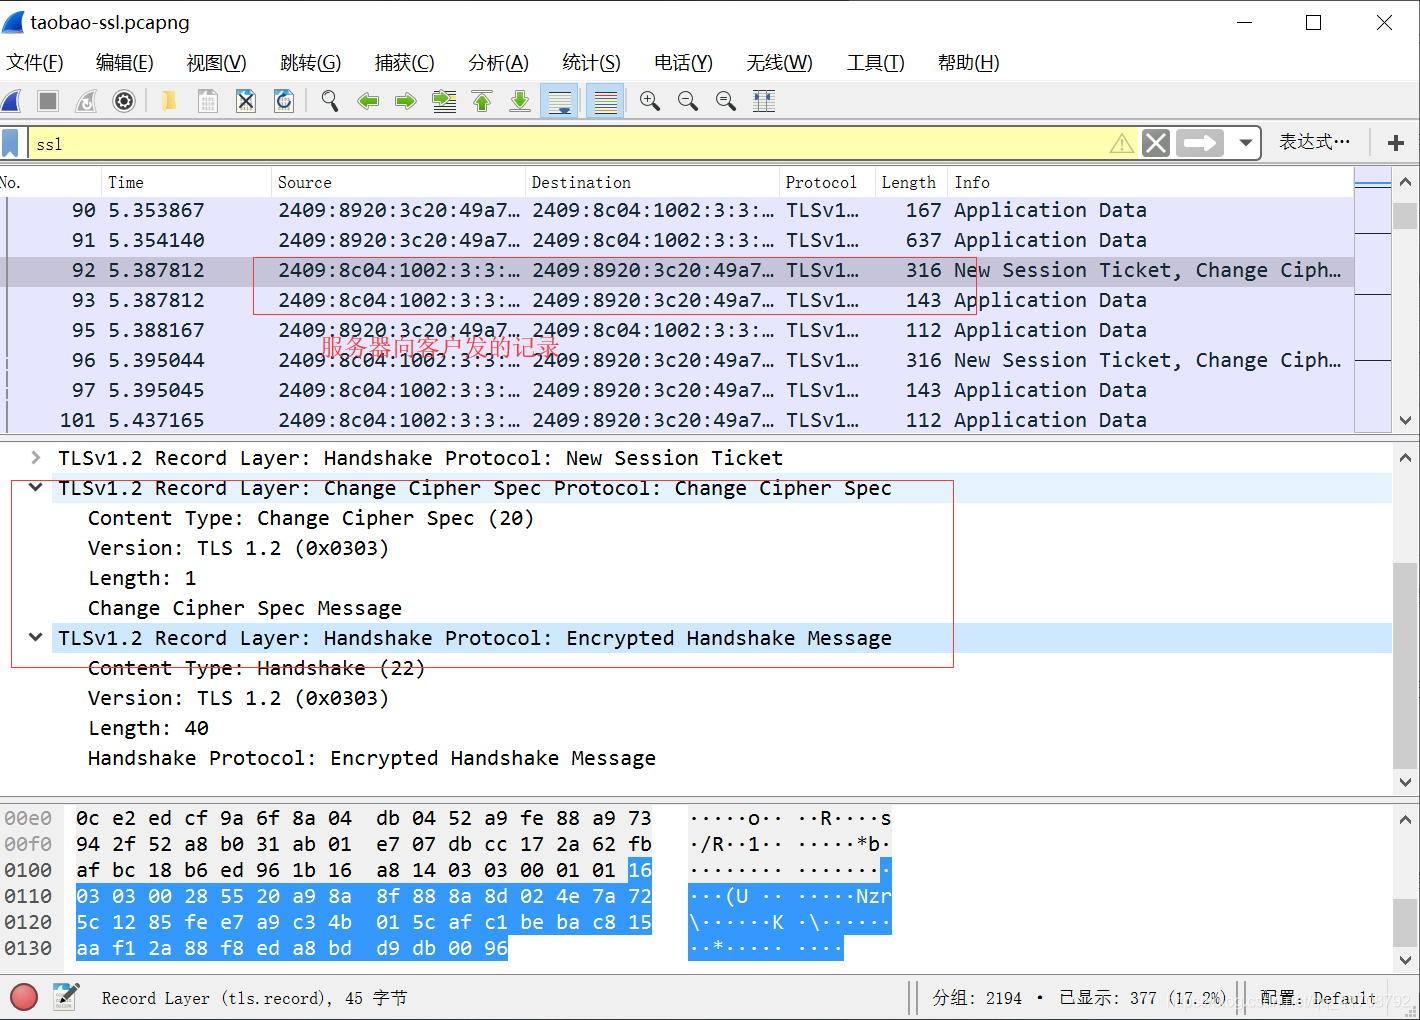 taobao-ssl.pcapng
文件(F) 编辑(E) 视图(V) 跳转(G) 捕获(C) 分析(A) 统计(S) 电话(Y) 无线(W) 工具(T) 帮助(H)
ssl 表达式… +
No. Time Source Destination Protocol Length Info
90 5.353867 2409:8920:3c20:49a7… 2409:8c04:1002:3:3:… TLSv1… 167 Application Data
91 5.354140 2409:8920:3c20:49a7… 2409:8c04:1002:3:3:… TLSv1… 637 Application Data
92 5.387812 2409:8c04:1002:3:3:… 2409:8920:3c20:49a7… TLSv1… 316 New Session Ticket, Change Ciph…
93 5.387812 2409:8c04:1002:3:3:… 2409:8920:3c20:49a7… TLSv1… 143 Application Data
95 5.388167 2409:8920:3c20:49a7… 2409:8c04:1002:3:3:… TLSv1… 112 Application Data
服务器向客户发的记录
96 5.395044 2409:8c04:1002:3:3:… 2409:8920:3c20:49a7… TLSv1… 316 New Session Ticket, Change Ciph…
97 5.395045 2409:8c04:1002:3:3:… 2409:8920:3c20:49a7… TLSv1… 143 Application Data
101 5.437165 2409:8c04:1002:3:3:… 2409:8920:3c20:49a7… TLSv1… 112 Application Data
TLSv1.2 Record Layer: Handshake Protocol: New Session Ticket
TLSv1.2 Record Layer: Change Cipher Spec Protocol: Change Cipher Spec
Content Type: Change Cipher Spec (20)
Version: TLS 1.2 (0x0303)
Length: 1
Change Cipher Spec Message
TLSv1.2 Record Layer: Handshake Protocol: Encrypted Handshake Message
Content Type: Handshake (22)
Version: TLS 1.2 (0x0303)
Length: 40
Handshake Protocol: Encrypted Handshake Message
00e0 0c e2 ed cf 9a 6f 8a 04 db 04 52 a9 fe 88 a9 73 ·····o·· ··R····s
00f0 94 2f 52 a8 b0 31 ab 01 e7 07 db cc 17 2a 62 fb ·/R··1·· ·····*b·
0100 af bc 18 b6 ed 96 1b 16 a8 14 03 03 00 01 01 16 ········ ········
0110 03 03 00 28 55 20 a9 8a 8f 88 8a 8d 02 4e 7a 72 ···(U ·· ·····Nzr
0120 5c 12 85 fe e7 a9 c3 4b 01 5c af c1 be ba c8 15 \······K ·\······
0130 aa f1 2a 88 f8 ed a8 bd d9 db 00 96 ··*····· ····
Record Layer (tls.record), 45 字节 分组: 2194 · 已显示: 377 (17.2%) 配置: Default